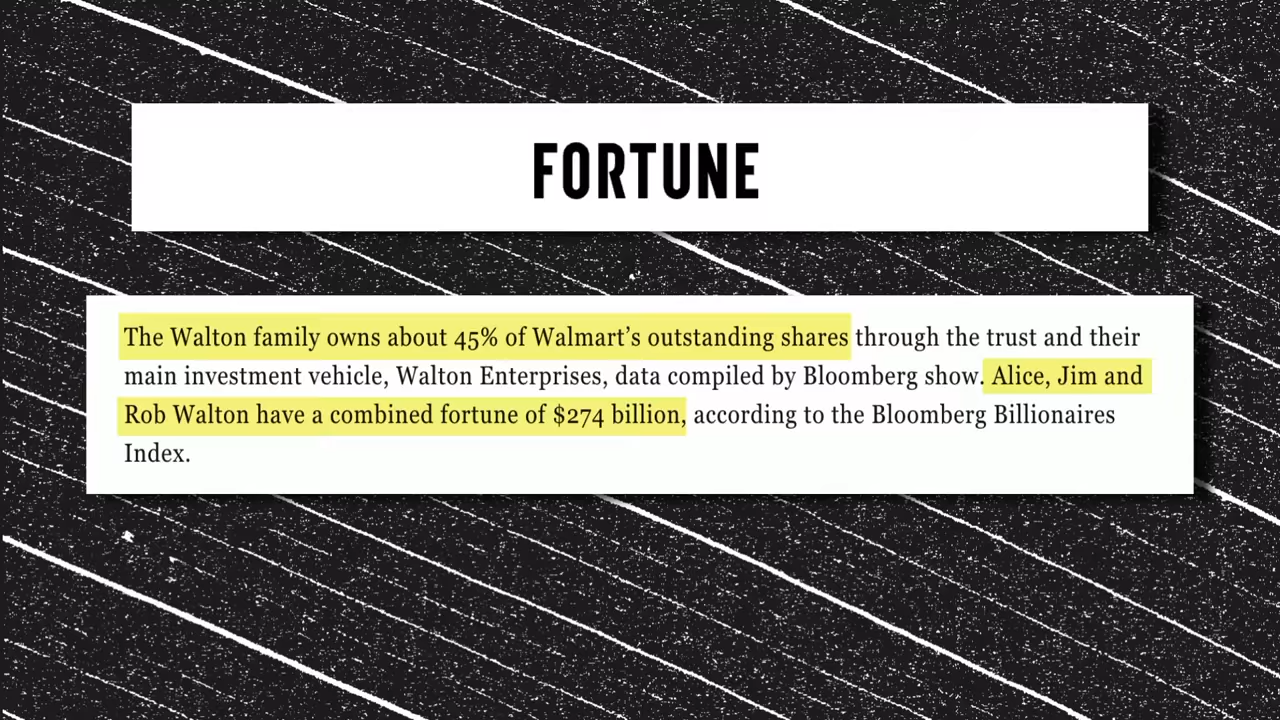 FORTUNE
The Walton family owns about 45% of Walmart’s outstanding shares through the trust and their
main investment vehicle, Walton Enterprises, data compiled by Bloomberg show. Alice, Jim and
Rob Walton have a combined fortune of $274 billion, according to the Bloomberg Billionaires
Index.